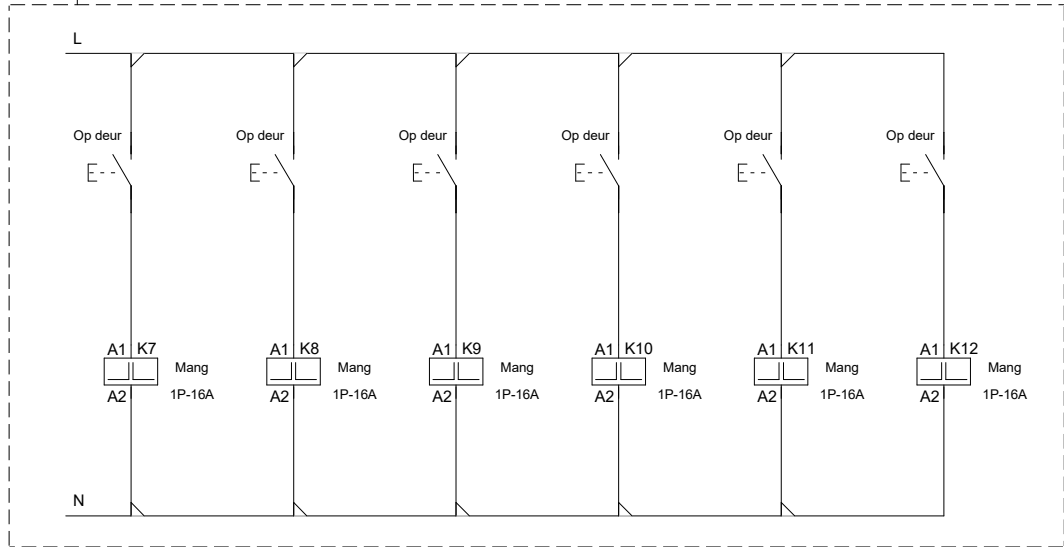 L
Op deur
Op deur
Op deur
Op deur
Op deur
Op deur
A1 K7
Mang
A2
1P-16A
A1 K8
Mang
A2
1P-16A
A1 K9
Mang
A2
1P-16A
A1 K10
Mang
A2
1P-16A
A1 K11
Mang
A2
1P-16A
A1 K12
Mang
A2
1P-16A
N